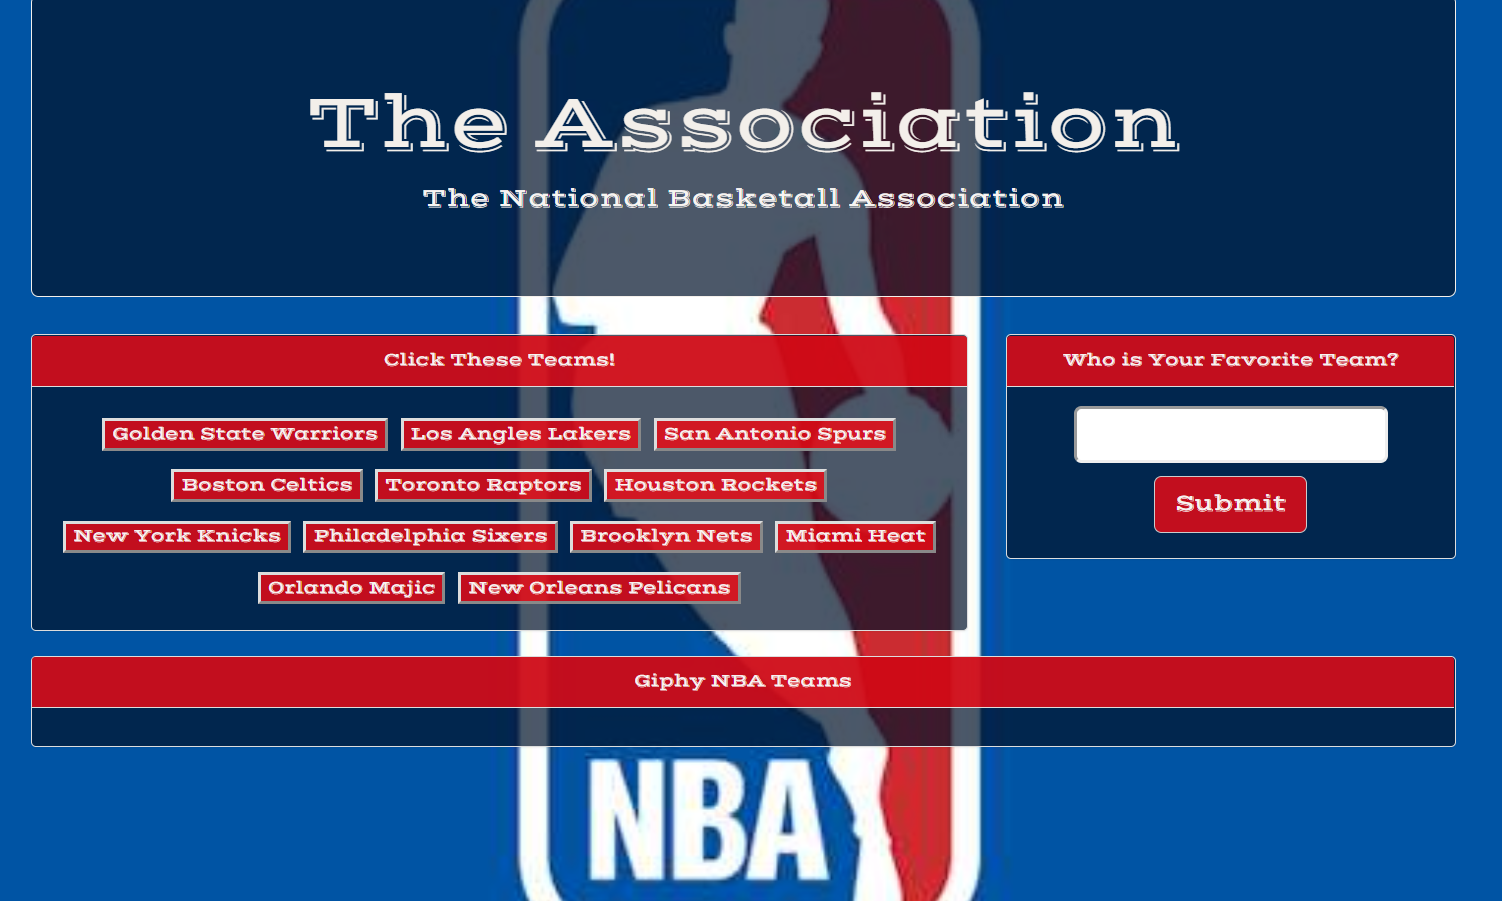 The Association
The National Basketall Association
Click These Teams!
Golden State Warriors Los Angles Lakers San Antonio Spurs
Boston Celtics Toronto Raptors Houston Rockets
New York Knicks Philadelphia Sixers Brooklyn Nets Miami Heat
Orlando Majic New Orleans Pelicans
Who is Your Favorite Team?
Submit
Giphy NBA Teams
NBA